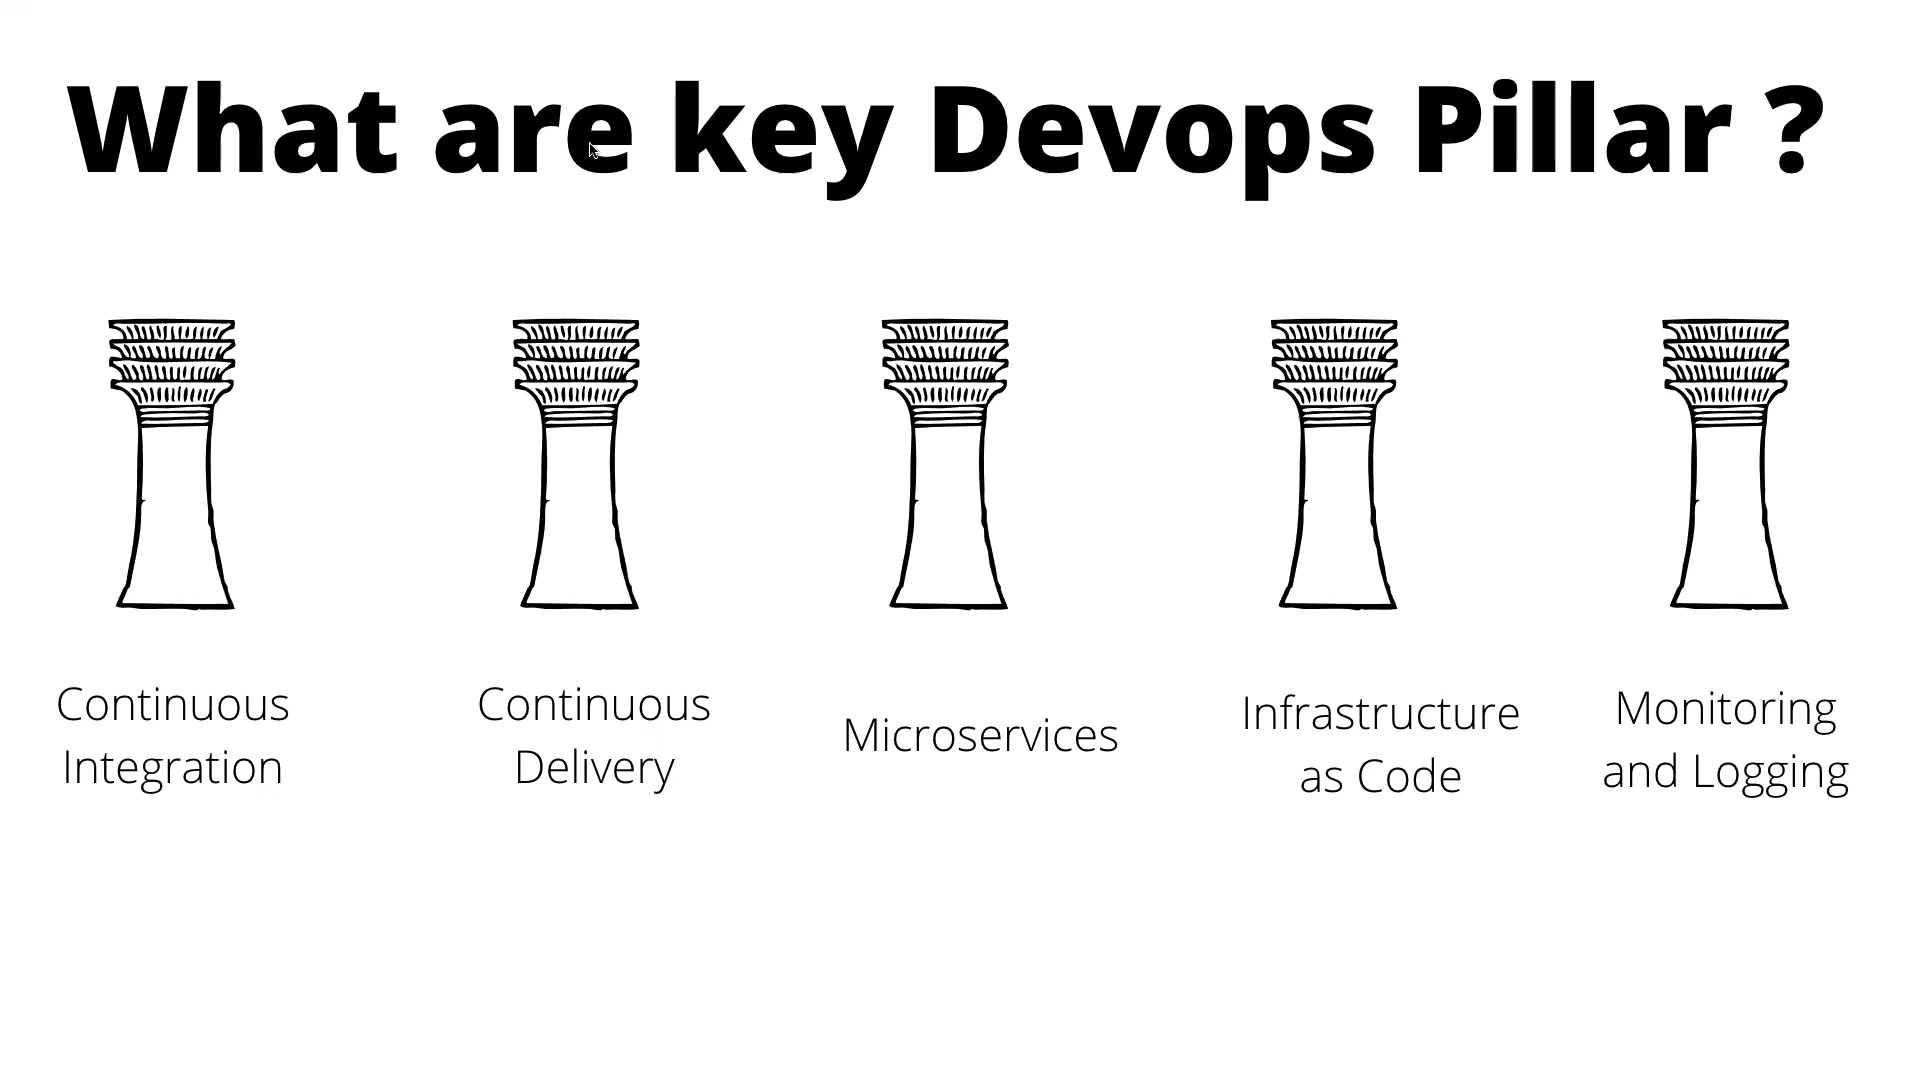 What are key Devops Pillar ?
Continuous
Integration
Continuous
Delivery
Microservices
Infrastructure
as Code
Monitoring
and Logging